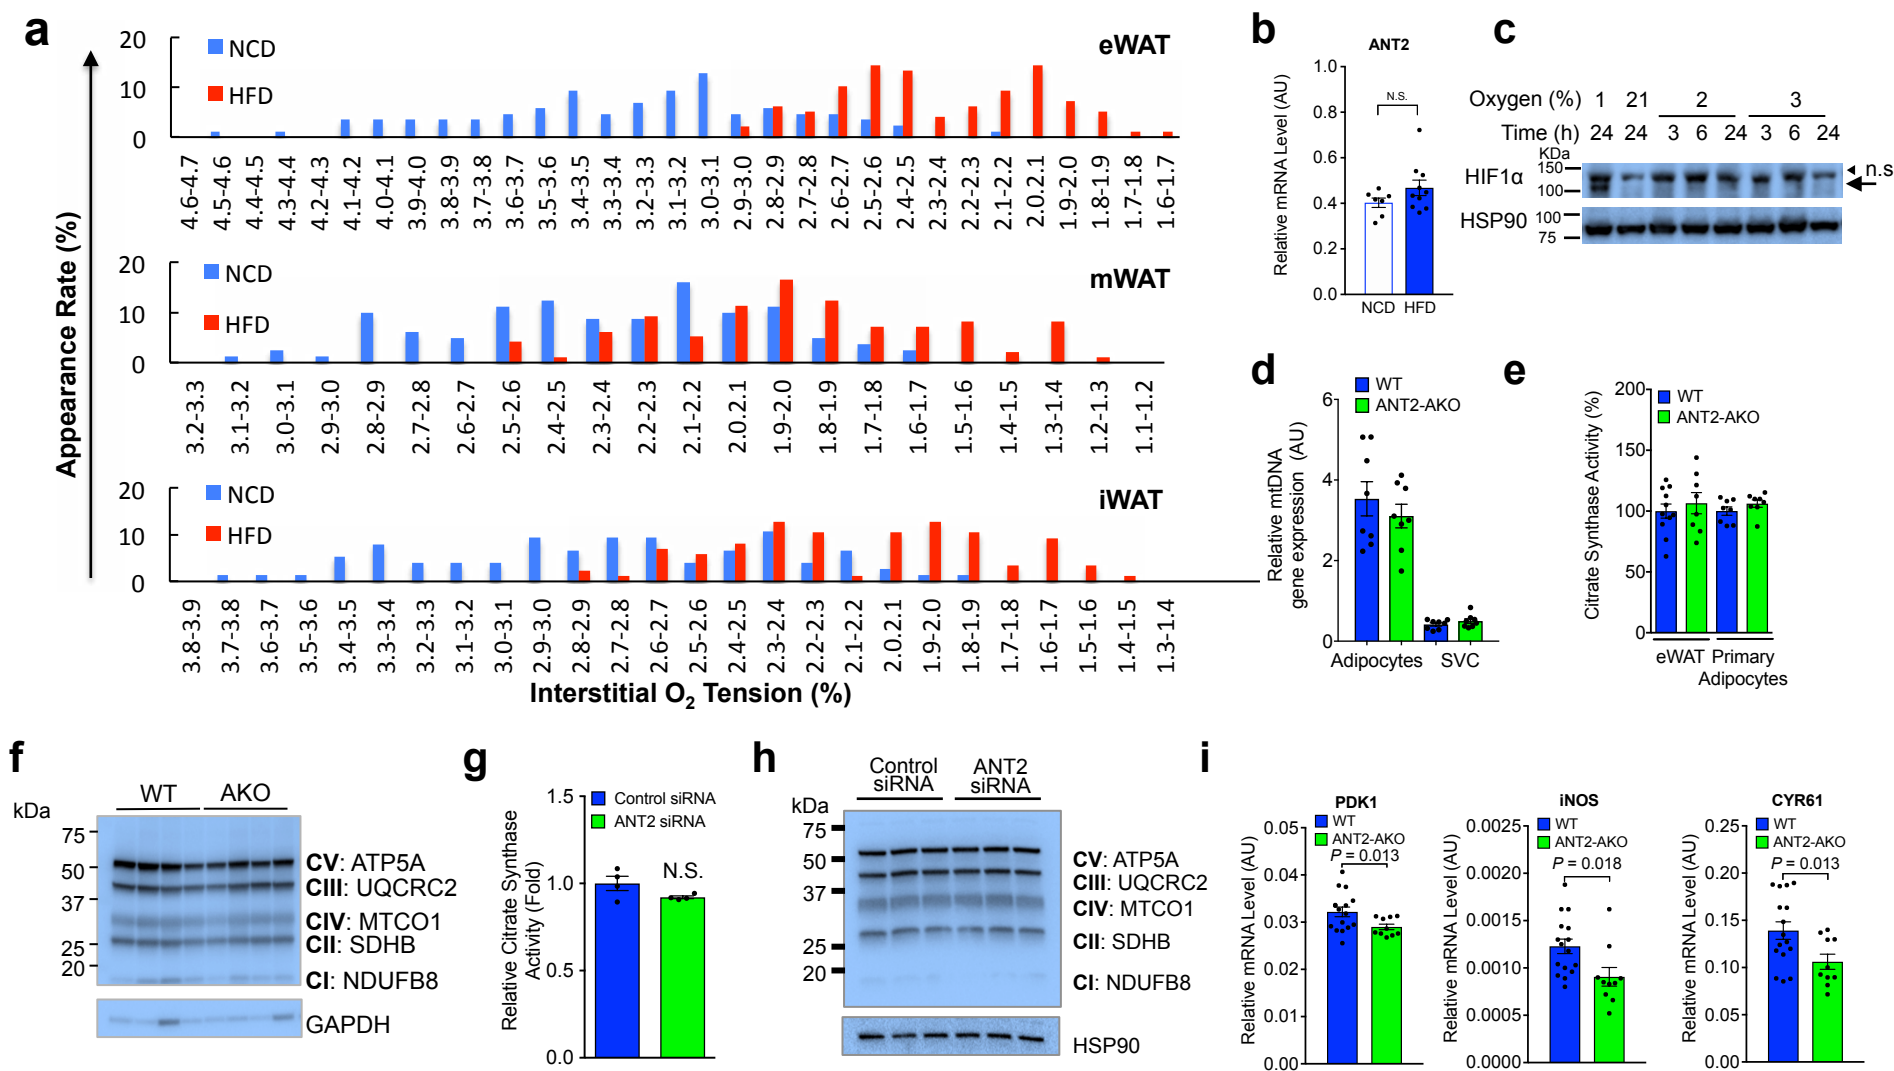 a
20
10
0
NCD
HFD
eWAT
4.6-4.7
4.5-4.6
4.4-4.5
4.3-4.4
4.2-4.3
4.1-4.2
4.0-4.1
3.9-4.0
3.8-3.9
3.7-3.8
3.6-3.7
3.5-3.6
3.4-3.5
3.3-3.4
3.2-3.3
3.1-3.2
3.0-3.1
2.9-3.0
2.8-2.9
2.7-2.8
2.6-2.7
2.5-2.6
2.4-2.5
2.3-2.4
2.2-2.3
2.1-2.2
2.0.2.1
1.9-2.0
1.8-1.9
1.7-1.8
1.6-1.7
20
10
0
NCD
HFD
mWAT
3.2-3.3
3.1-3.2
3.0-3.1
2.9-3.0
2.8-2.9
2.7-2.8
2.6-2.7
2.5-2.6
2.4-2.5
2.3-2.4
2.2-2.3
2.1-2.2
2.0.2.1
1.9-2.0
1.8-1.9
1.7-1.8
1.6-1.7
1.5-1.6
1.4-1.5
1.3-1.4
1.2-1.3
1.1-1.2
20
10
0
NCD
HFD
iWAT
3.8-3.9
3.7-3.8
3.6-3.7
3.5-3.6
3.4-3.5
3.3-3.4
3.2-3.3
3.1-3.2
3.0-3.1
2.9-3.0
2.8-2.9
2.7-2.8
2.6-2.7
2.5-2.6
2.4-2.5
2.3-2.4
2.2-2.3
2.1-2.2
2.0.2.1
1.9-2.0
1.8-1.9
1.7-1.8
1.6-1.7
1.5-1.6
1.4-1.5
1.3-1.4
Appearance Rate (%)
Interstitial O2 Tension (%)
b
ANT2
Relative mRNA Level (AU)
1.0
0.8
0.6
0.4
0.2
0.0
N.S.
NCD HFD
c
Oxygen (%) 1 21 2 3
Time (h) 24 24 3 6 24 3 6 24
KDa
150
100
HIF1α
n.s
100
75
HSP90
d
WT
ANT2-AKO
Relative mtDNA
gene expression (AU)
6
4
2
0
Adipocytes SVC
e
WT
ANT2-AKO
Citrate Synthase Activity (%)
200
150
100
50
0
eWAT Primary
Adipocytes
f
WT AKO
kDa
75
50
37
25
20
CV: ATP5A
CIII: UQCRC2
CIV: MTCO1
CII: SDHB
CI: NDUFB8
GAPDH
g
Control siRNA
ANT2 siRNA
Relative Citrate Synthase
Activity (Fold)
1.5
1.0
0.5
0.0
N.S.
h
Control
siRNA
ANT2
siRNA
kDa
75
50
37
25
20
CV: ATP5A
CIII: UQCRC2
CIV: MTCO1
CII: SDHB
CI: NDUFB8
HSP90
i
PDK1
WT
ANT2-AKO
P = 0.013
Relative mRNA Level (AU)
0.05
0.04
0.03
0.02
0.01
0.00
iNOS
WT
ANT2-AKO
P = 0.018
Relative mRNA Level (AU)
0.0025
0.0020
0.0015
0.0010
0.0005
0.0000
CYR61
WT
ANT2-AKO
P = 0.013
Relative mRNA Level (AU)
0.25
0.20
0.15
0.10
0.05
0.00